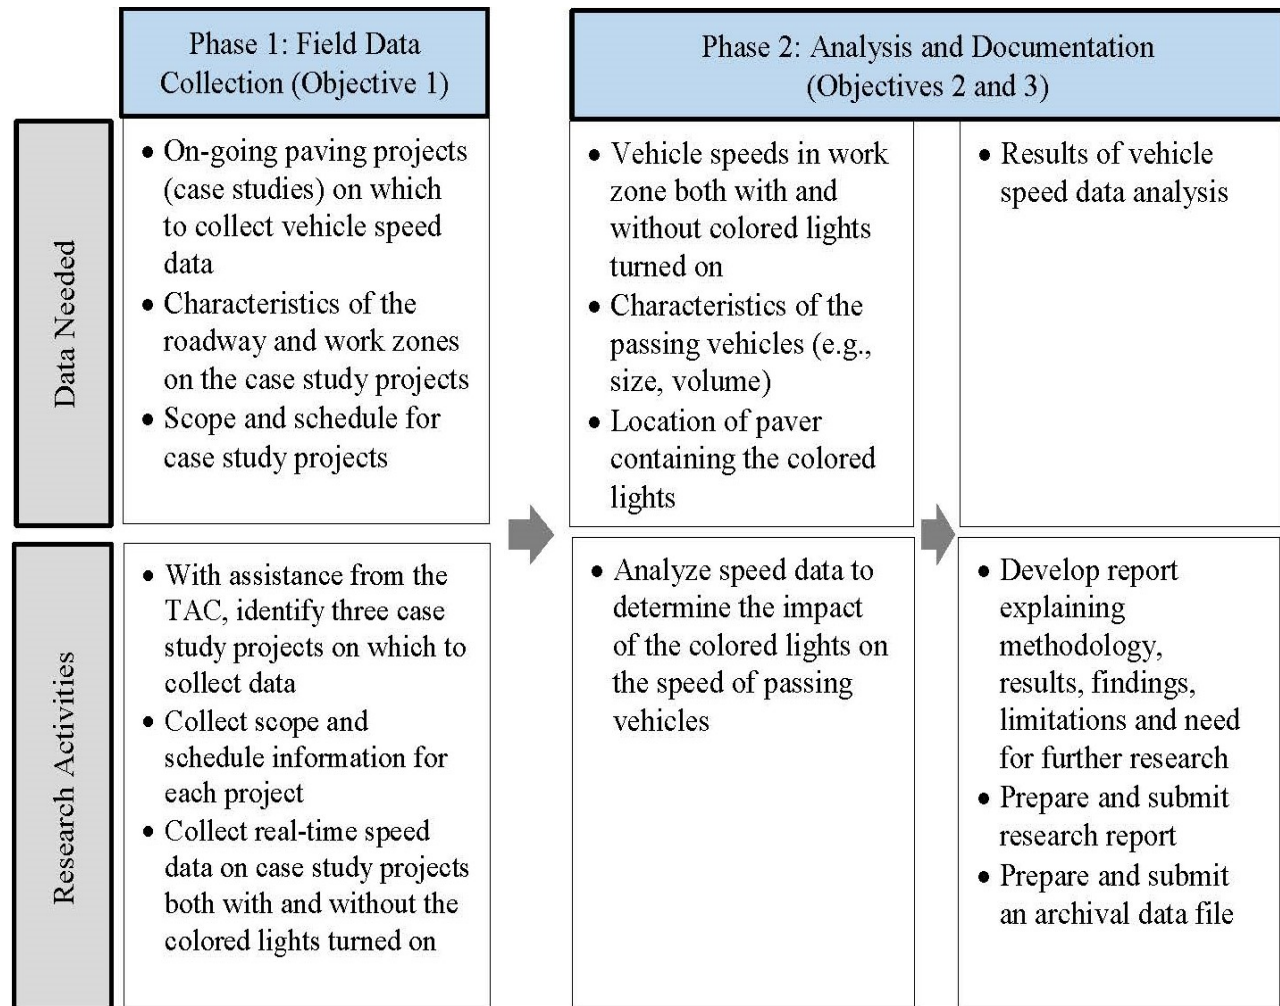 Phase 1: Field Data
Collection (Objective 1)
Phase 2: Analysis and Documentation
(Objectives 2 and 3)
Data Needed
• On-going paving projects
(case studies) on which
to collect vehicle speed
data
• Characteristics of the
roadway and work zones
on the case study projects
• Scope and schedule for
case study projects
• Vehicle speeds in work
zone both with and
without colored lights
turned on
• Characteristics of the
passing vehicles (e.g.,
size, volume)
• Location of paver
containing the colored
lights
• Results of vehicle
speed data analysis
Research Activities
• With assistance from the
TAC, identify three case
study projects on which to
collect data
• Collect scope and
schedule information for
each project
• Collect real-time speed
data on case study projects
both with and without the
colored lights turned on
• Analyze speed data to
determine the impact
of the colored lights on
the speed of passing
vehicles
• Develop report
explaining
methodology,
results, findings,
limitations and need
for further research
• Prepare and submit
research report
• Prepare and submit
an archival data file